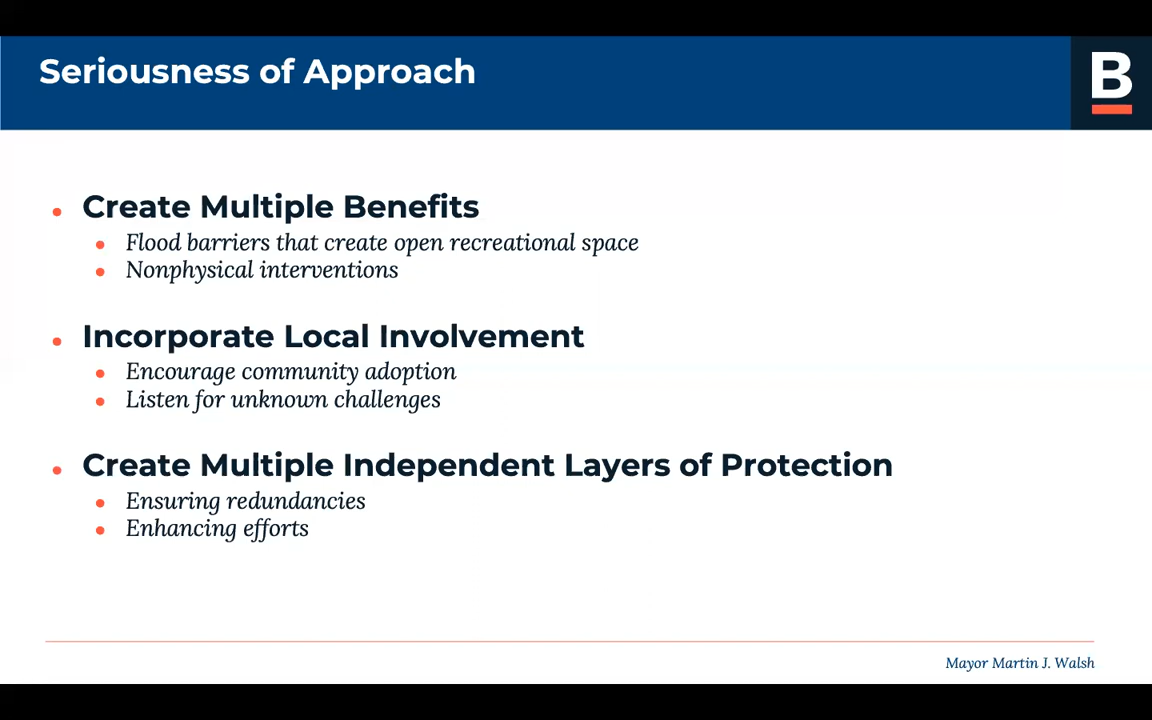 Seriousness of Approach
B
Create Multiple Benefits
Flood barriers that create open recreational space
Nonphysical interventions
Incorporate Local Involvement
Encourage community adoption
Listen for unknown challenges
Create Multiple Independent Layers of Protection
Ensuring redundancies
Enhancing efforts
Mayor Martin J. Walsh